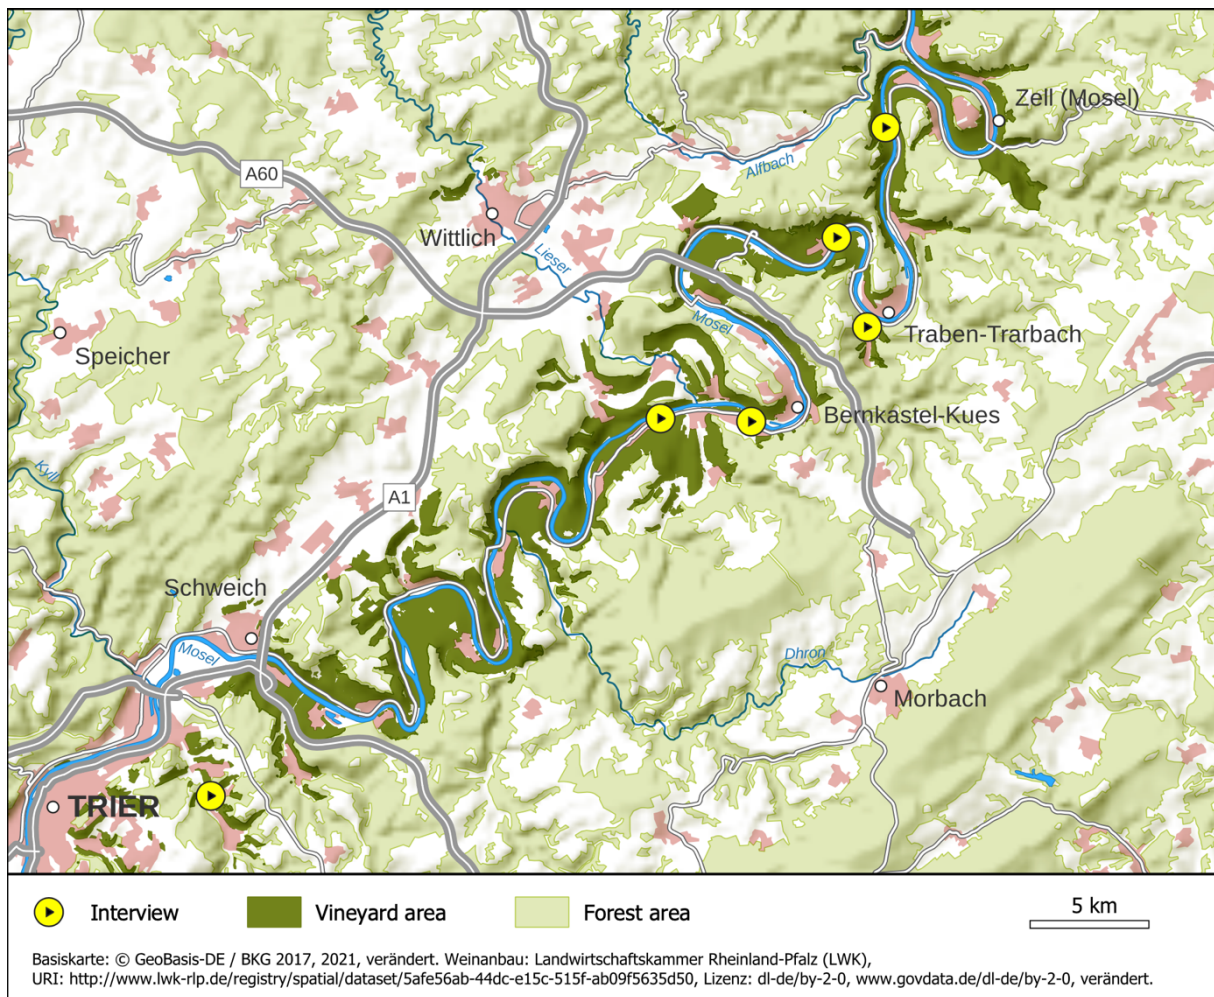 Zell (Mosel)
Alfbach
A60
Wittlich
Lieser
Mosel
Traben-Trarbach
Speicher
Bernkastel-Kues
Kyll
A1
Schweich
Mosel
Dhron
Morbach
TRIER
Interview
Vineyard area
Forest area
5 km
Basiskarte: © GeoBasis-DE / BKG 2017, 2021, verändert. Weinanbau: Landwirtschaftskammer Rheinland-Pfalz (LWK),
URI: http://www.lwk-rlp.de/registry/spatial/dataset/5afe56ab-44dc-e15c-515f-ab09f5635d50, Lizenz: dl-de/by-2-0, www.govdata.de/dl-de/by-2-0, verändert.